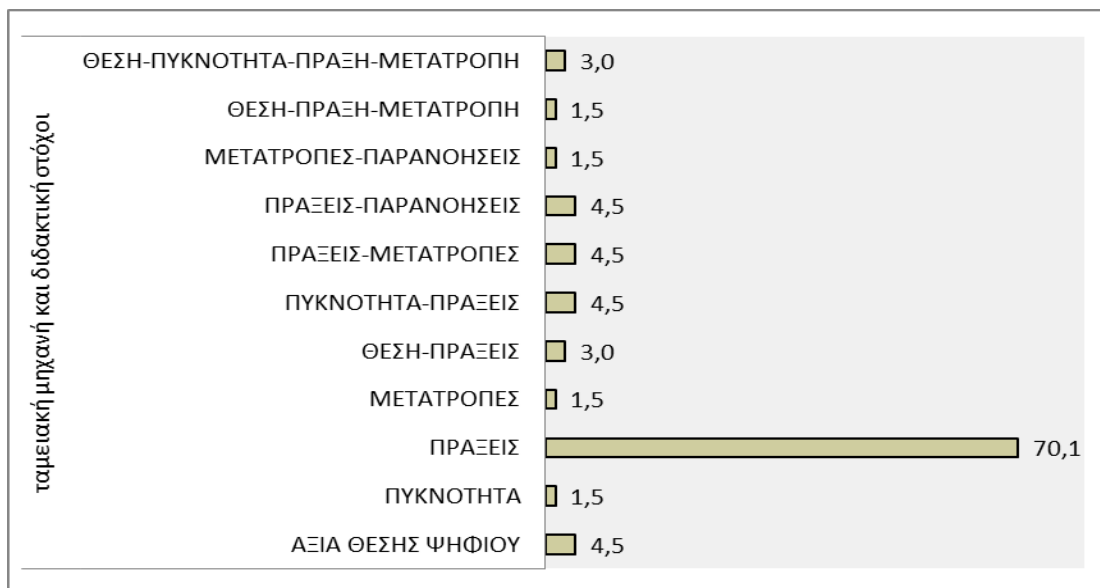 ταμειακή μηχανή και διδακτική στόχοι
ΘΕΣΗ-ΠΥΚΝΟΤΗΤΑ-ΠΡΑΞΗ-ΜΕΤΑΤΡΟΠΗ 3,0
ΘΕΣΗ-ΠΡΑΞΗ-ΜΕΤΑΤΡΟΠΗ 1,5
ΜΕΤΑΤΡΟΠΕΣ-ΠΑΡΑΝΟΗΣΕΙΣ 1,5
ΠΡΑΞΕΙΣ-ΠΑΡΑΝΟΗΣΕΙΣ 4,5
ΠΡΑΞΕΙΣ-ΜΕΤΑΤΡΟΠΕΣ 4,5
ΠΥΚΝΟΤΗΤΑ-ΠΡΑΞΕΙΣ 4,5
ΘΕΣΗ-ΠΡΑΞΕΙΣ 3,0
ΜΕΤΑΤΡΟΠΕΣ 1,5
ΠΡΑΞΕΙΣ 70,1
ΠΥΚΝΟΤΗΤΑ 1,5
ΑΞΙΑ ΘΕΣΗΣ ΨΗΦΙΟΥ 4,5